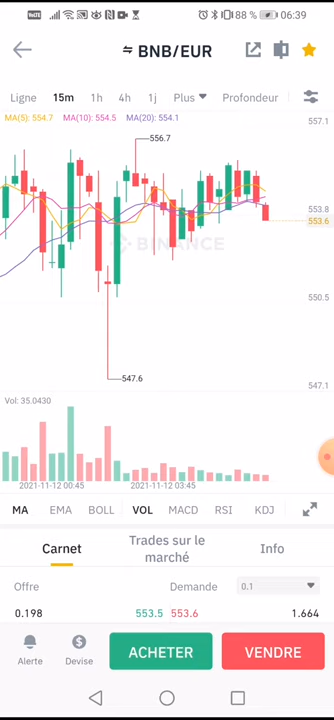 VoLTE 88 % 06:39
BNB/EUR
Ligne 15m 1h 4h 1j Plus Profondeur
MA(5): 554.7 MA(10): 554.5 MA(20): 554.1
557.1
556.7
553.8
553.6
BINANCE
550.5
547.6
547.1
Vol: 35.0430
2021-11-12 00:45 2021-11-12 03:45
MA EMA BOLL VOL MACD RSI KDJ
Carnet Trades sur le marché Info
Offre Demande 0.1
0.198 553.5 553.6 1.664
Alerte Devise ACHETER VENDRE